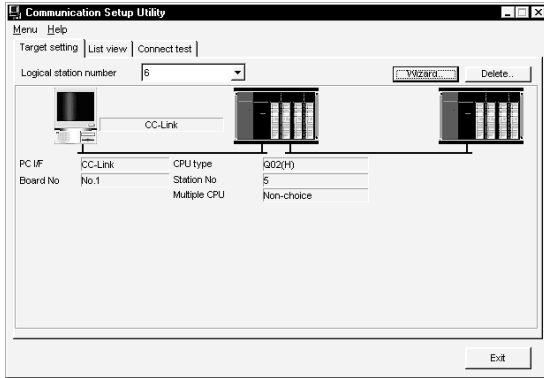 Communication Setup Utility
Menu Help
Target setting List view Connect test
Logical station number 6 Wizard.. Delete..
CC-Link
PC I/F CC-Link CPU type Q02(H)
Board No No.1 Station No 5
Multiple CPU Non-choice
Exit